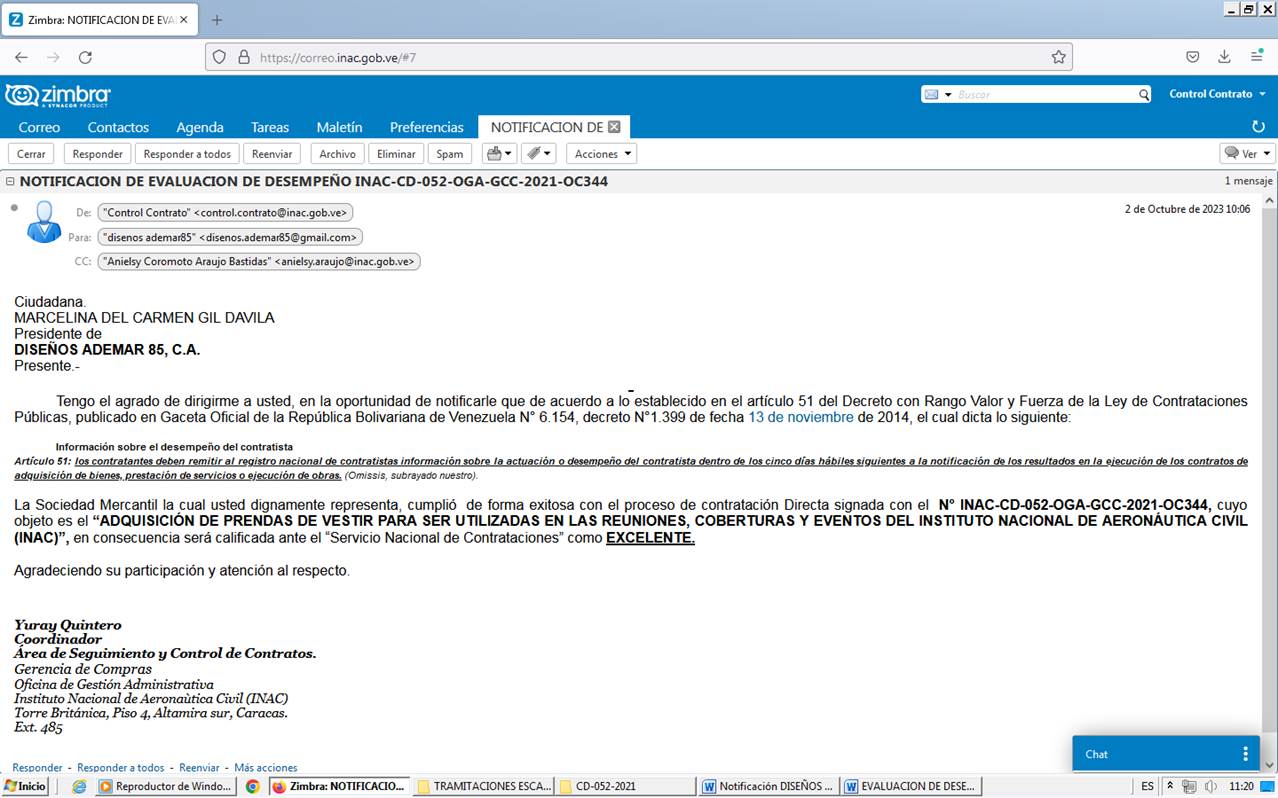 Zimbra: NOTIFICACION DE EVA
https://correo.inac.gob.ve/#7
zimbra
A SYNACOR PRODUCT
Buscar
Control Contrato
Correo Contactos Agenda Tareas Maletín Preferencias NOTIFICACION DE
Cerrar Responder Responder a todos Reenviar Archivo Eliminar Spam Acciones Ver
NOTIFICACION DE EVALUACION DE DESEMPEÑO INAC-CD-052-OGA-GCC-2021-OC344 1 mensaje
De: "Control Contrato" <control.contrato@inac.gob.ve> 2 de Octubre de 2023 10:06
Para: "disenos ademar85" <disenos.ademar85@gmail.com>
CC: "Anielsy Coromoto Araujo Bastidas" <anielsy.araujo@inac.gob.ve>
Ciudadana.
MARCELINA DEL CARMEN GIL DAVILA
Presidente de
DISEÑOS ADEMAR 85, C.A.
Presente.-
Tengo el agrado de dirigirme a usted, en la oportunidad de notificarle que de acuerdo a lo establecido en el artículo 51 del Decreto con Rango Valor y Fuerza de la Ley de Contrataciones
Públicas, publicado en Gaceta Oficial de la República Bolivariana de Venezuela N° 6.154, decreto N°1.399 de fecha 13 de noviembre de 2014, el cual dicta lo siguiente:
Información sobre el desempeño del contratista
Artículo 51: los contratantes deben remitir al registro nacional de contratistas información sobre la actuación o desempeño del contratista dentro de los cinco días hábiles siguientes a la notificación de los resultados en la ejecución de los contratos de
adquisición de bienes, prestación de servicios o ejecución de obras. (Omissis, subrayado nuestro).
La Sociedad Mercantil la cual usted dignamente representa, cumplió de forma exitosa con el proceso de contratación Directa signada con el N° INAC-CD-052-OGA-GCC-2021-OC344, cuyo
objeto es el “ADQUISICIÓN DE PRENDAS DE VESTIR PARA SER UTILIZADAS EN LAS REUNIONES, COBERTURAS Y EVENTOS DEL INSTITUTO NACIONAL DE AERONÁUTICA CIVIL
(INAC)”, en consecuencia será calificada ante el “Servicio Nacional de Contrataciones” como EXCELENTE.
Agradeciendo su participación y atención al respecto.
Yuray Quintero
Coordinador
Área de Seguimiento y Control de Contratos.
Gerencia de Compras
Oficina de Gestión Administrativa
Instituto Nacional de Aeronaùtica Civil (INAC)
Torre Británica, Piso 4, Altamira sur, Caracas.
Ext. 485
Chat
Responder - Responder a todos - Reenviar - Más acciones
Inicio Reproductor de Windo... Zimbra: NOTIFICACIO... TRAMITACIONES ESCA... CD-052-2021 Notificación DISEÑOS ... EVALUACION DE DESE... ES 11:20